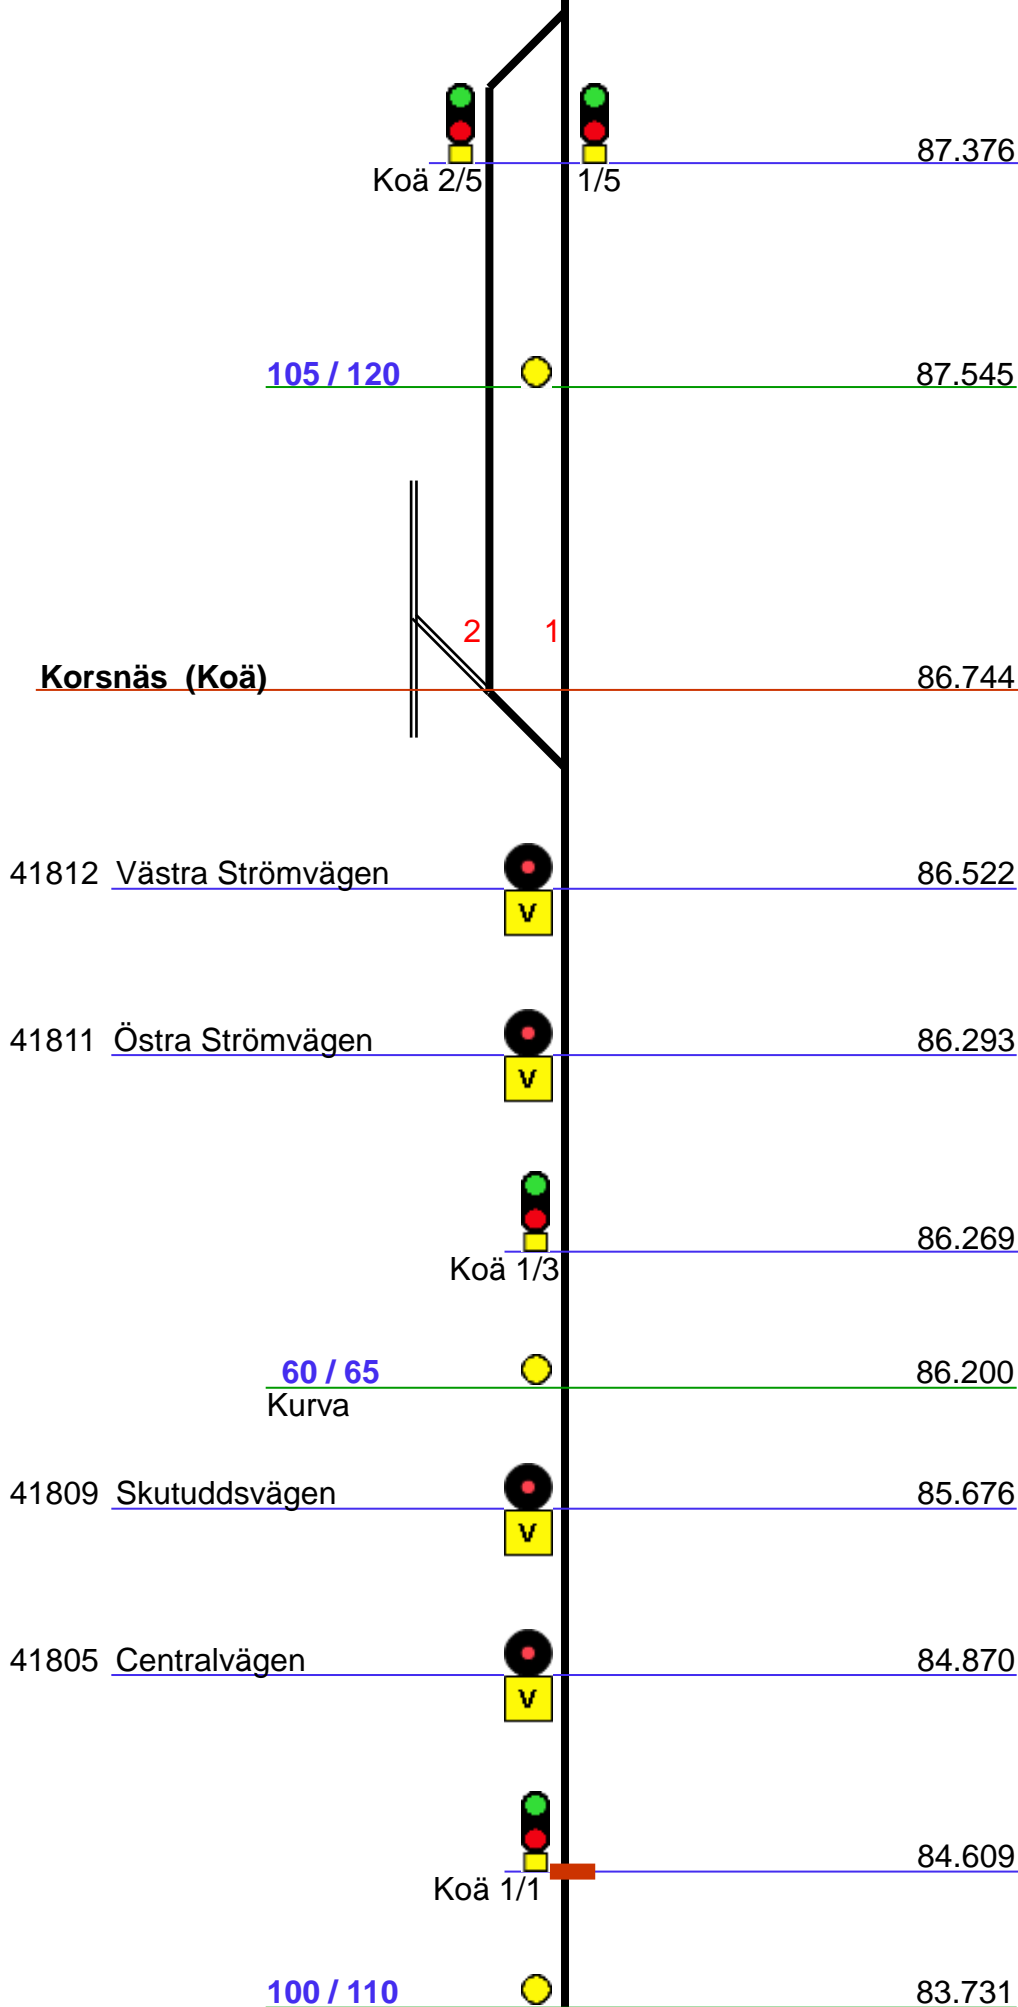 87.376
Koä 2/5 1/5
105 / 120 87.545
2 1
Korsnäs (Koä) 86.744
41812 Västra Strömvägen 86.522
V
41811 Östra Strömvägen 86.293
V
86.269
Koä 1/3
60 / 65 86.200
Kurva
41809 Skutuddsvägen 85.676
V
41805 Centralvägen 84.870
V
84.609
Koä 1/1
100 / 110 83.731